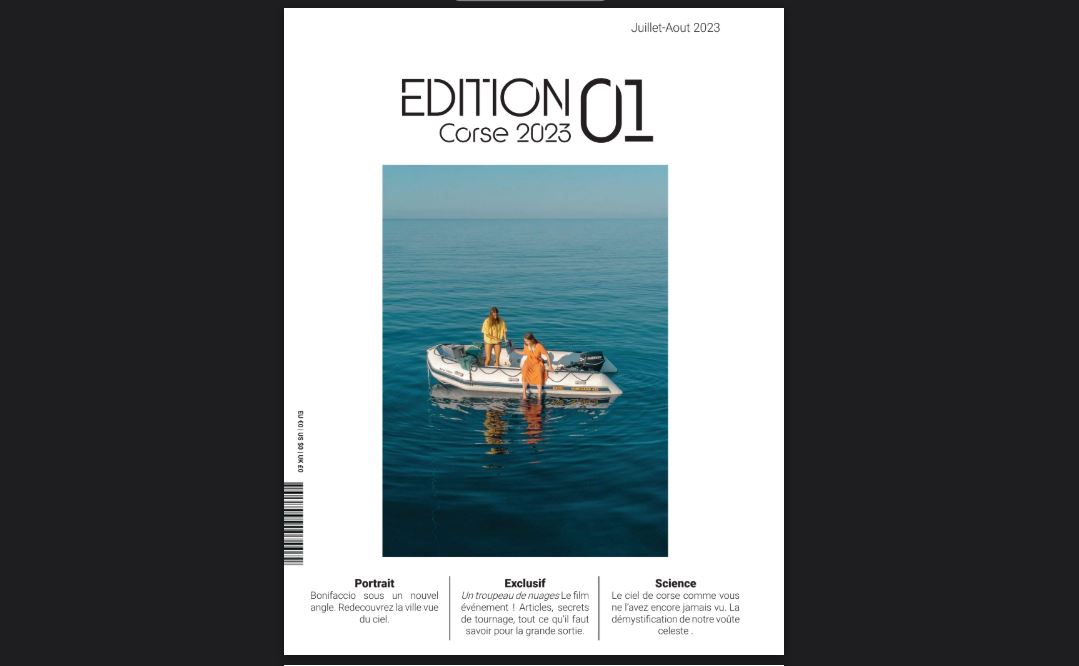 Juillet-Aout 2023
EDITION 01
Corse 2023
EU €0 | US $0 | UK £0
Portrait
Bonifaccio sous un nouvel
angle. Redecouvrez la ville vue
du ciel.
Exclusif
Un troupeau de nuages Le film
événement ! Articles, secrets
de tournage, tout ce qu'il faut
savoir pour la grande sortie.
Science
Le ciel de corse comme vous
ne l'avez encore jamais vu. La
démystification de notre voûte
celeste .